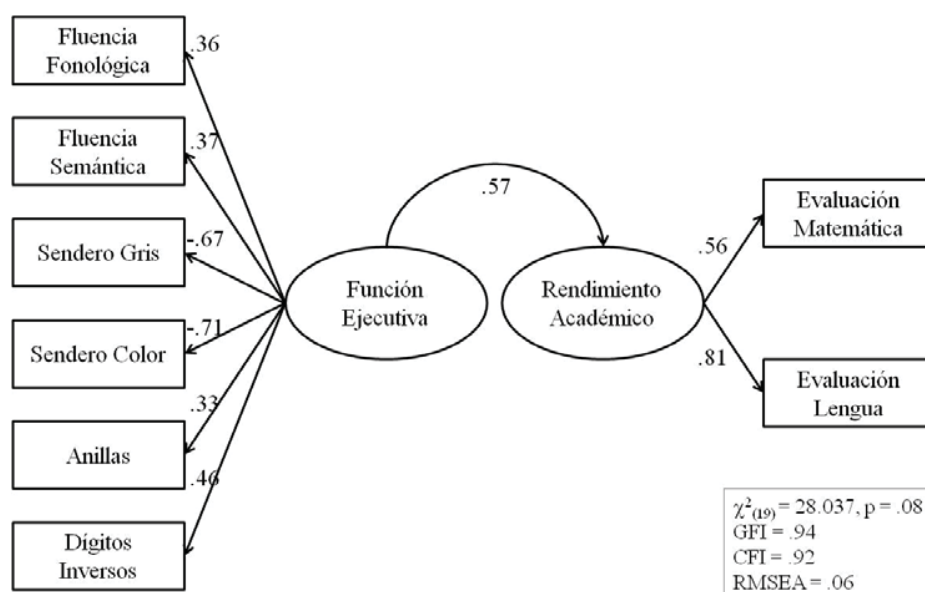 Fluencia
Fonológica
.36
Fluencia
Semántica
.37
Sendero Gris
-.67
Sendero Color
-.71
Anillas
.33
Dígitos
Inversos
.46
Función
Ejecutiva
.57
Rendimiento
Académico
.56
.81
Evaluación
Matemática
Evaluación
Lengua
χ²₍₁₉₎ = 28.037, p = .08
GFI = .94
CFI = .92
RMSEA = .06